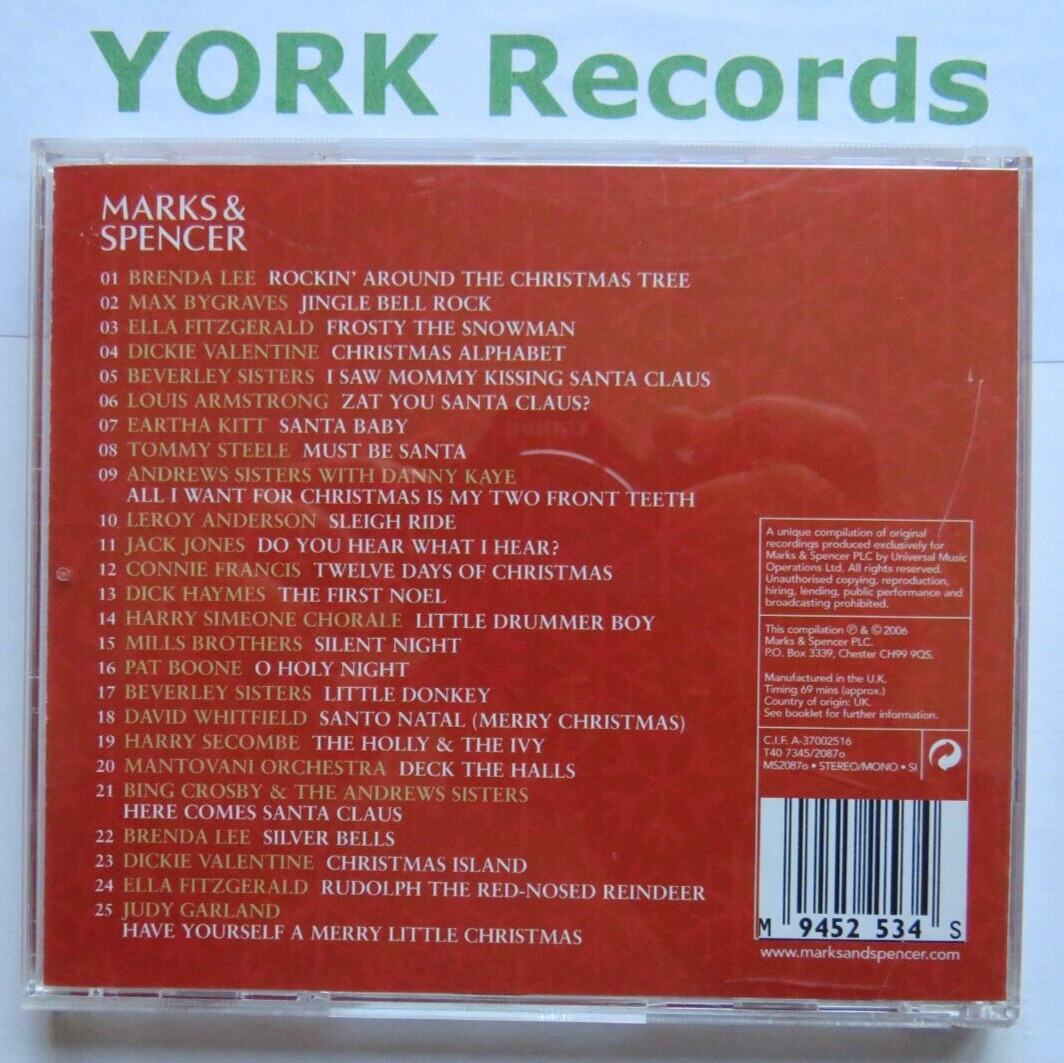 YORK Records
MARKS &
SPENCER
01 BRENDA LEE ROCKIN' AROUND THE CHRISTMAS TREE
02 MAX BYGRAVES JINGLE BELL ROCK
03 ELLA FITZGERALD FROSTY THE SNOWMAN
04 DICKIE VALENTINE CHRISTMAS ALPHABET
05 BEVERLEY SISTERS I SAW MOMMY KISSING SANTA CLAUS
06 LOUIS ARMSTRONG ZAT YOU SANTA CLAUS?
07 EARTHA KITT SANTA BABY
08 TOMMY STEELE MUST BE SANTA
09 ANDREWS SISTERS WITH DANNY KAYE
ALL I WANT FOR CHRISTMAS IS MY TWO FRONT TEETH
10 LEROY ANDERSON SLEIGH RIDE
11 JACK JONES DO YOU HEAR WHAT I HEAR?
12 CONNIE FRANCIS TWELVE DAYS OF CHRISTMAS
13 DICK HAYMES THE FIRST NOEL
14 HARRY SIMEONE CHORALE LITTLE DRUMMER BOY
15 MILLS BROTHERS SILENT NIGHT
16 PAT BOONE O HOLY NIGHT
17 BEVERLEY SISTERS LITTLE DONKEY
18 DAVID WHITFIELD SANTO NATAL (MERRY CHRISTMAS)
19 HARRY SECOMBE THE HOLLY & THE IVY
20 MANTOVANI ORCHESTRA DECK THE HALLS
21 BING CROSBY & THE ANDREWS SISTERS
HERE COMES SANTA CLAUS
22 BRENDA LEE SILVER BELLS
23 DICKIE VALENTINE CHRISTMAS ISLAND
24 ELLA FITZGERALD RUDOLPH THE RED-NOSED REINDEER
25 JUDY GARLAND
HAVE YOURSELF A MERRY LITTLE CHRISTMAS
A unique compilation of original
recordings produced exclusively for
Marks & Spencer PLC by Universal Music
Operations Ltd. All rights reserved.
Unauthorised copying, reproduction,
hiring, lending, public performance and
broadcasting prohibited.
This compilation ℗ & © 2006
Marks & Spencer PLC.
P.O. Box 3339, Chester CH99 9QS.
Manufactured in the U.K.
Timing 69 mins (approx.)
Country of origin: UK.
See booklet for further information.
C.I.F. A-37002516
T40 7345/2087o
MS2087o • STEREO/MONO • SI
M 9452 534 S
www.marksandspencer.com